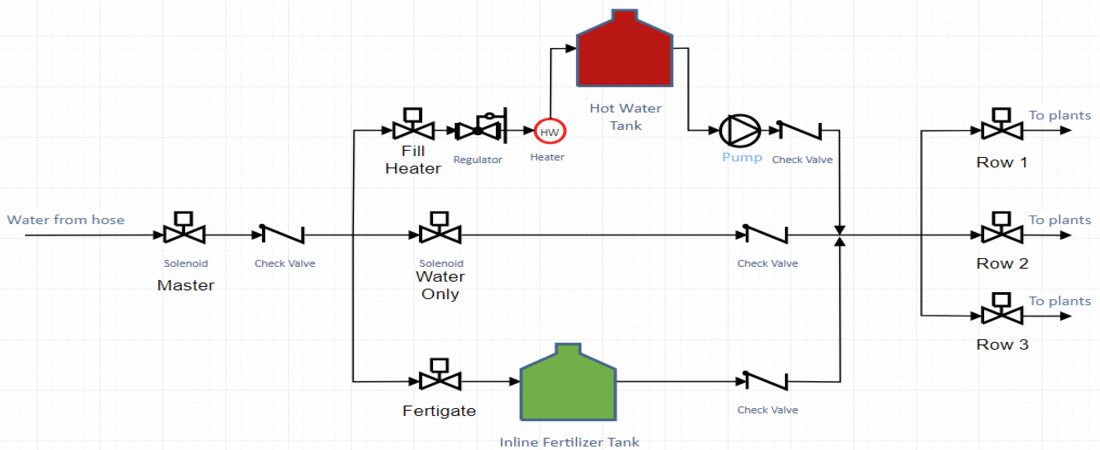 Hot Water
Tank
To plants
Fill
Heater
Regulator
HW
Heater
Pump
Check Valve
Row 1
Water from hose
To plants
Solenoid
Master
Check Valve
Solenoid
Water
Only
Check Valve
Row 2
To plants
Row 3
Fertigate
Check Valve
Inline Fertilizer Tank